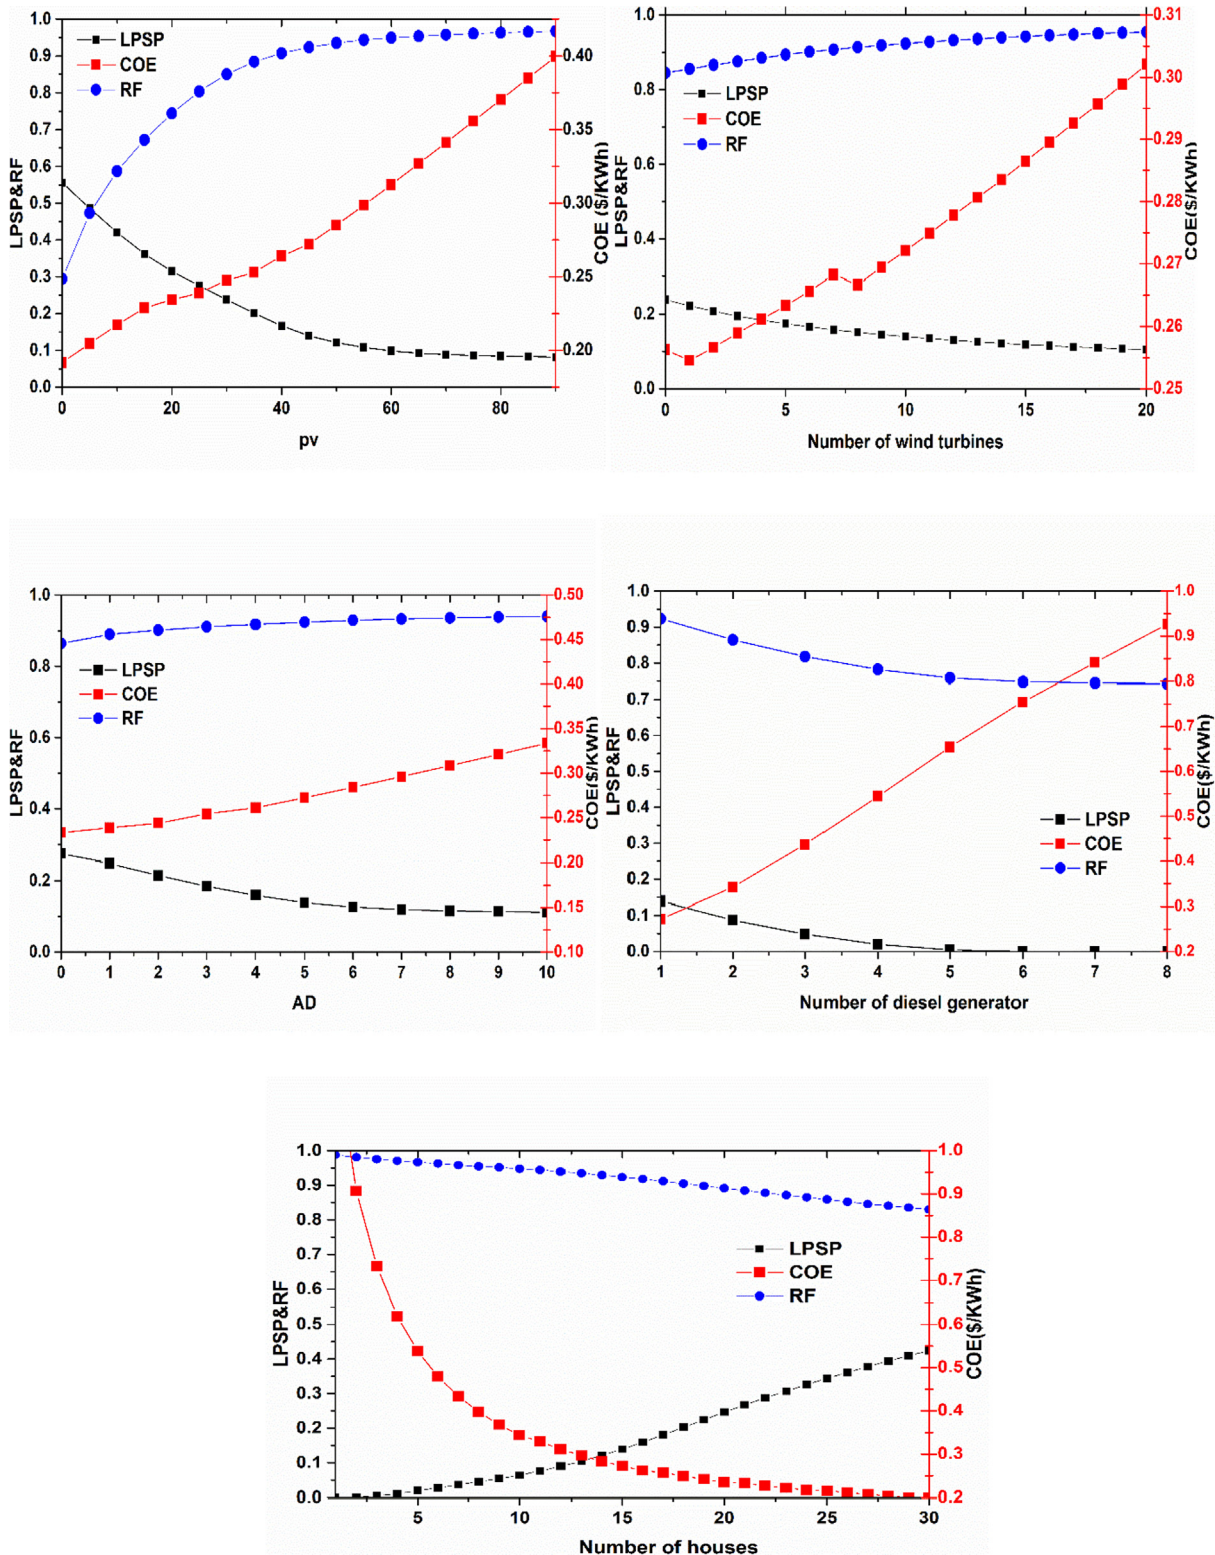 1.0
0.9
0.8
0.7
0.6
0.5
0.4
0.3
0.2
0.1
0.0
LPSP&RF
LPSP
COE
RF
0.40
0.35
0.30
0.25
0.20
COE ($/KWh)
0 20 40 60 80
pv
1.0
0.8
0.6
0.4
0.2
0.0
LPSP&RF
LPSP
COE
RF
0.31
0.30
0.29
0.28
0.27
0.26
0.25
COE($/KWh)
0 5 10 15 20
Number of wind turbines
1.0
0.8
0.6
0.4
0.2
0.0
LPSP&RF
LPSP
COE
RF
0.50
0.45
0.40
0.35
0.30
0.25
0.20
0.15
0.10
COE($/KWh)
0 1 2 3 4 5 6 7 8 9 10
AD
1.0
0.9
0.8
0.7
0.6
0.5
0.4
0.3
0.2
0.1
0.0
LPSP&RF
LPSP
COE
RF
1.0
0.9
0.8
0.7
0.6
0.5
0.4
0.3
0.2
COE($/KWh)
1 2 3 4 5 6 7 8
Number of diesel generator
1.0
0.9
0.8
0.7
0.6
0.5
0.4
0.3
0.2
0.1
0.0
LPSP&RF
LPSP
COE
RF
1.0
0.9
0.8
0.7
0.6
0.5
0.4
0.3
0.2
COE($/KWh)
5 10 15 20 25 30
Number of houses